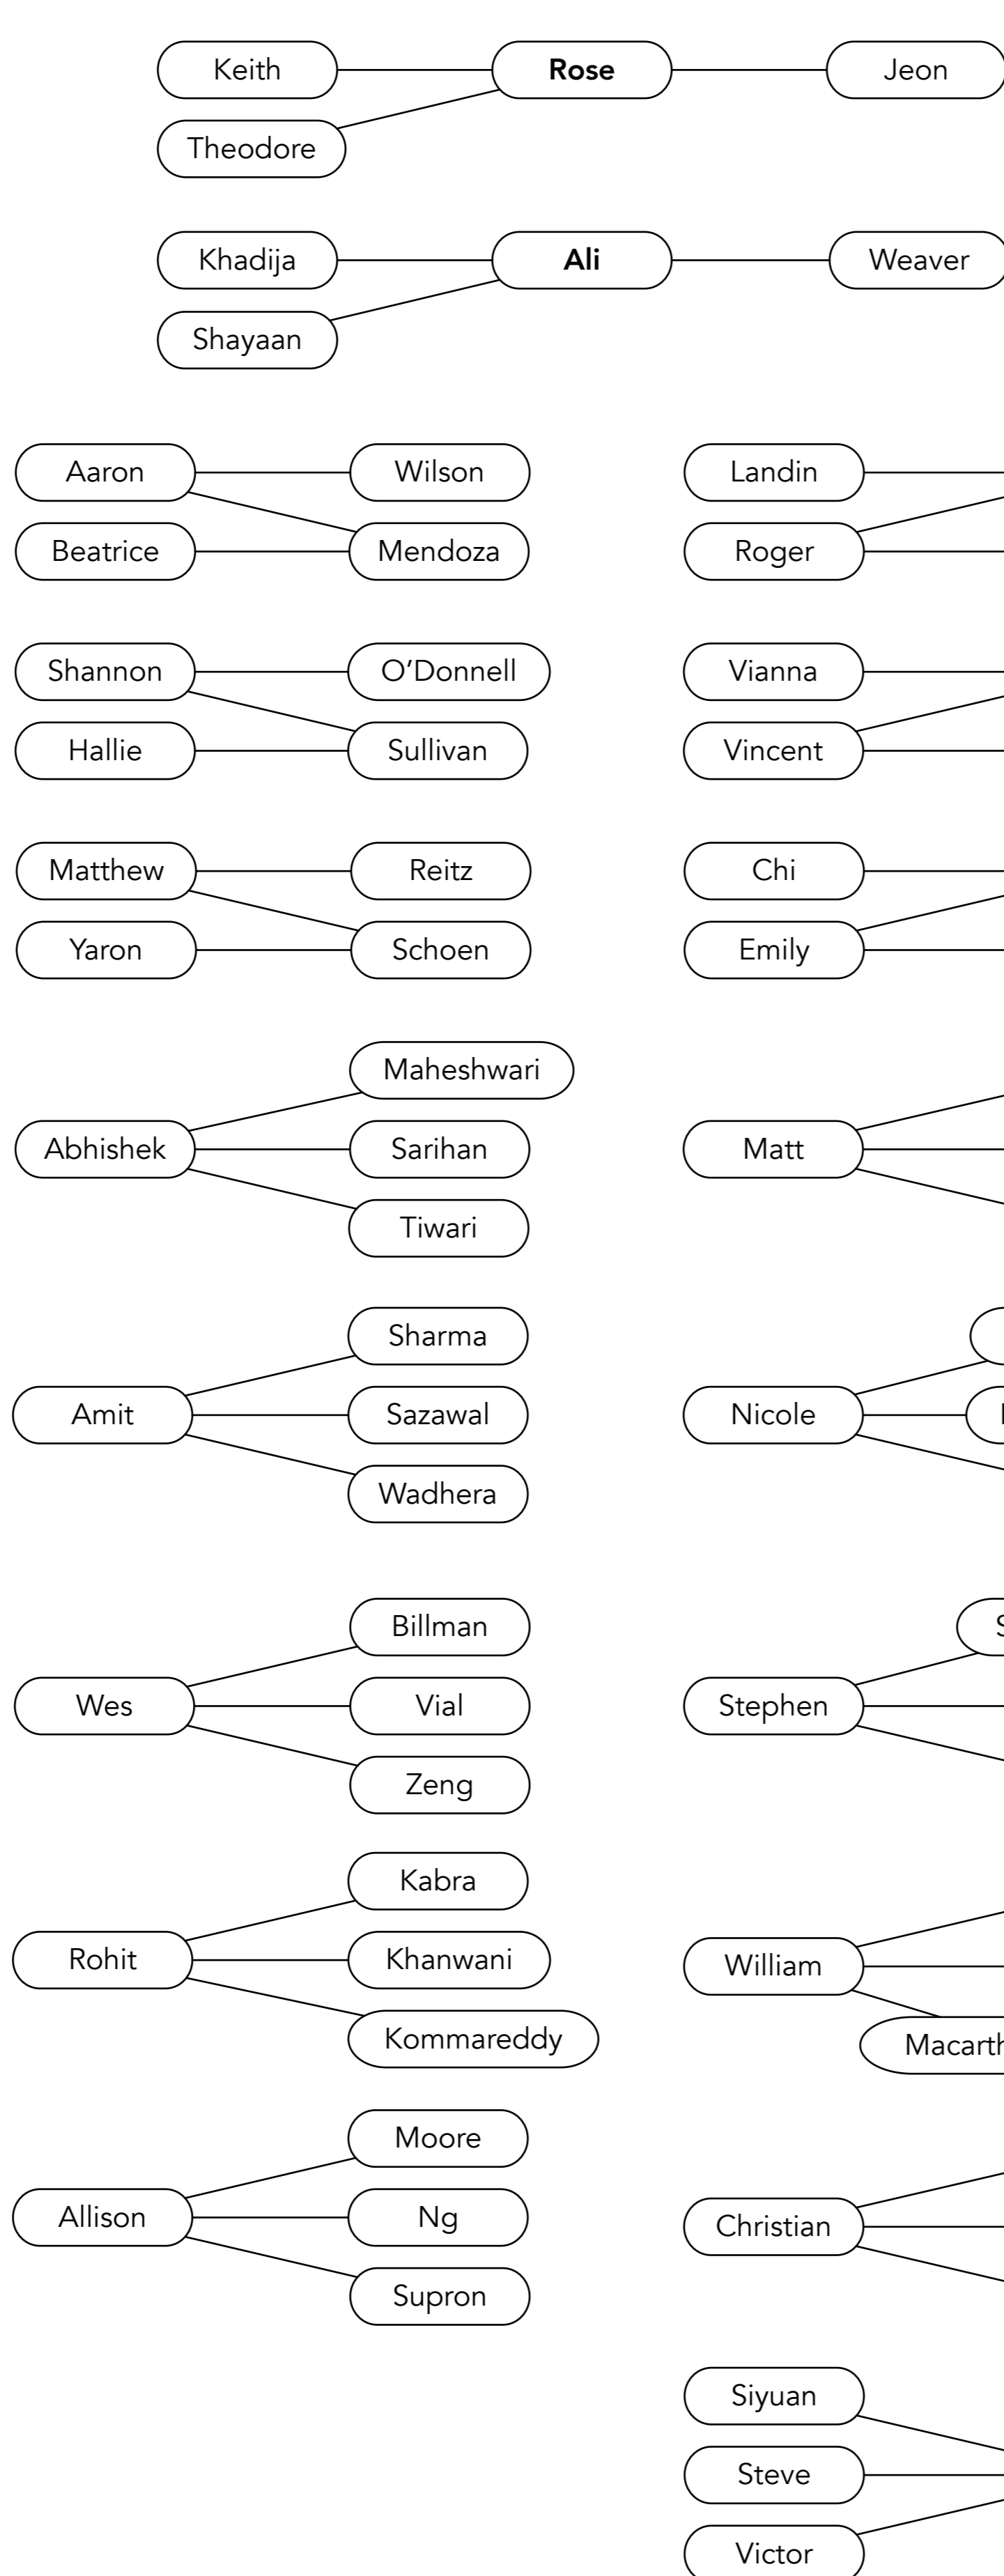 Keith Rose Jeon
Theodore
Khadija Ali Weaver
Shayaan
Aaron Wilson Landin
Beatrice Mendoza Roger
Shannon O’Donnell Vianna
Hallie Sullivan Vincent
Matthew Reitz Chi
Yaron Schoen Emily
Maheshwari
Abhishek Sarihan Matt
Tiwari
Sharma
Amit Sazawal Nicole
Wadhera
Billman
Wes Vial Stephen
Zeng
Kabra
Rohit Khanwani William
Kommareddy
Moore
Allison Ng Christian
Supron
Siyuan
Steve
Victor